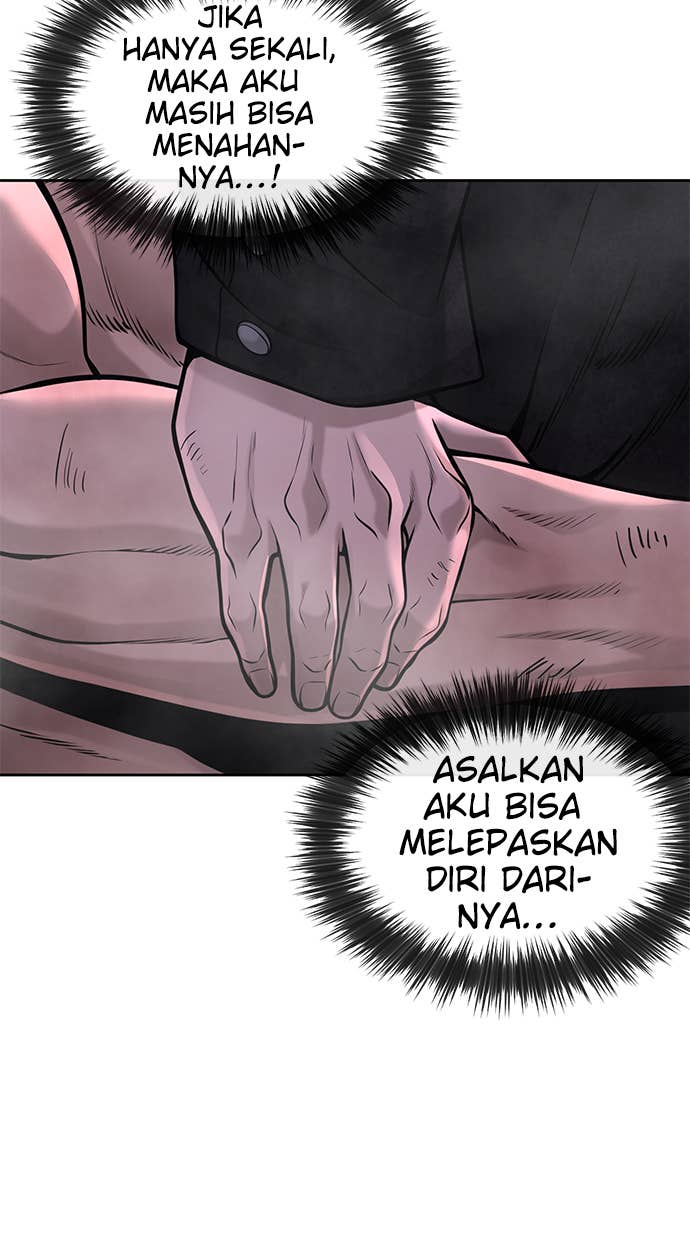 JIKA
HANYA SEKALI,
MAKA AKU
MASIH BISA
MENAHAN-
NYA...!
ASALKAN
AKU BISA
MELEPASKAN
DIRI DARI-
NYA...